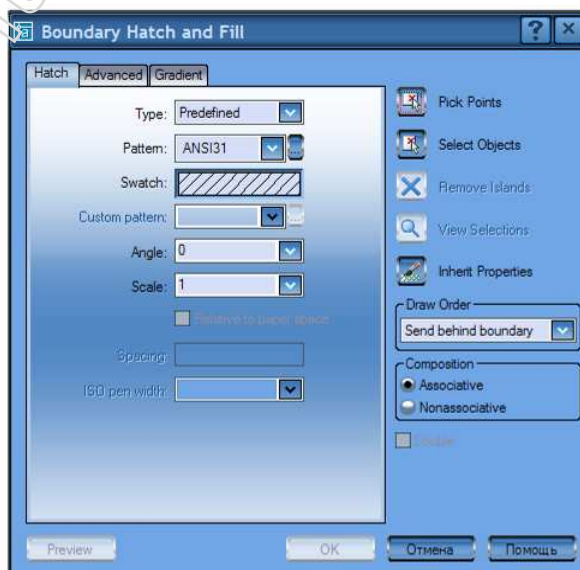 Boundary Hatch and Fill
Hatch Advanced Gradient
Type: Predefined
Pattern: ANSI31
Swatch:
Custom pattern:
Angle: 0
Scale: 1
Relative to paper space
Spacing:
ISO pen width:
Pick Points
Select Objects
Remove Islands
View Selections
Inherit Properties
Draw Order
Send behind boundary
Composition
Associative
Nonassociative
Double
Preview OK Отмена Помощь